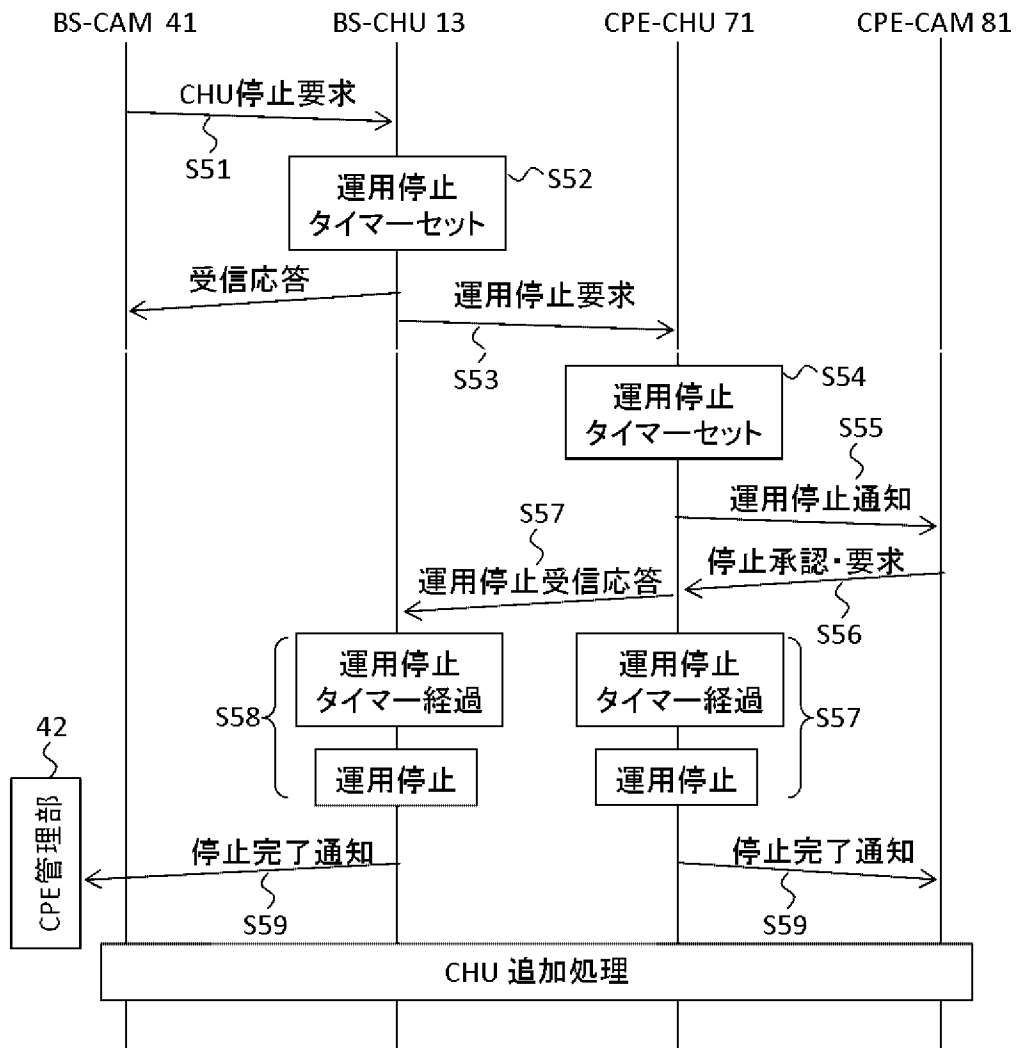 BS-CAM 41
BS-CHU 13
CPE-CHU 71
CPE-CAM 81
CHU停止要求
S51
運用停止
タイマーセット
S52
受信応答
運用停止要求
S53
運用停止
タイマーセット
S54
S55
運用停止通知
S57
停止承認・要求
運用停止受信応答
S56
運用停止
タイマー経過
運用停止
タイマー経過
S58
S57
42
運用停止
運用停止
CPE管理部
停止完了通知
停止完了通知
S59
S59
CHU 追加処理